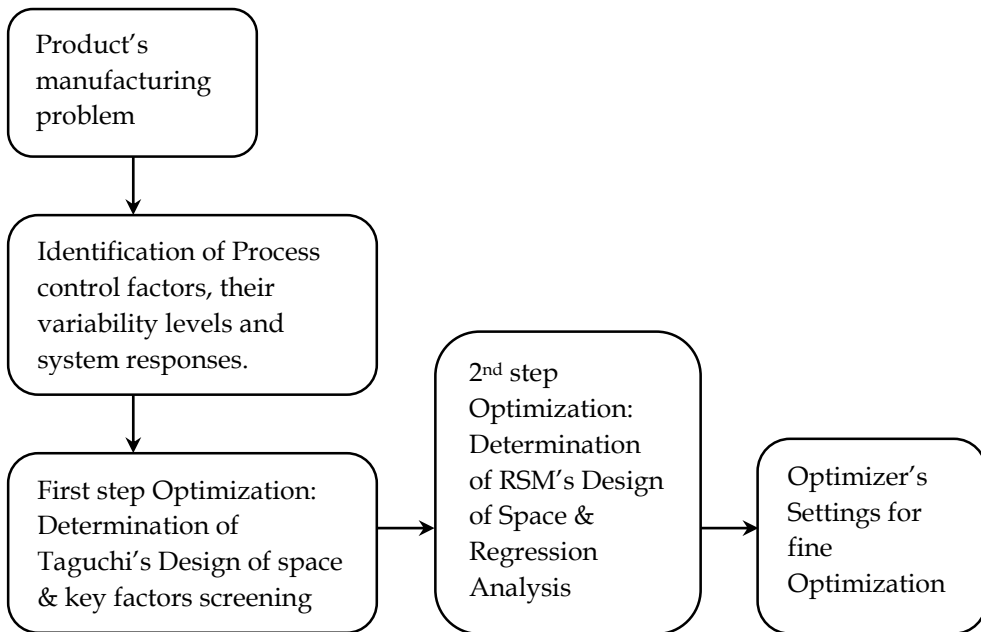 Product’s
manufacturing
problem
Identification of Process
control factors, their
variability levels and
system responses.
First step Optimization:
Determination of
Taguchi’s Design of space
& key factors screening
2nd step
Optimization:
Determination
of RSM’s Design
of Space &
Regression
Analysis
Optimizer’s
Settings for
fine
Optimization